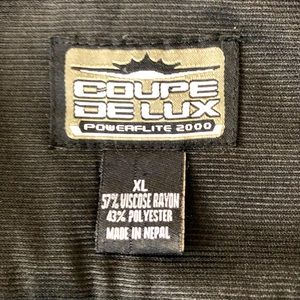 COUPE
DE LUX
POWERFLITE 2000
XL
57% VISCOSE RAYON
43% POLYESTER
MADE IN NEPAL